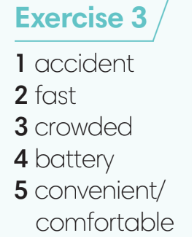 Exercise 3
1 accident
2 fast
3 crowded
4 battery
5 convenient/
comfortable